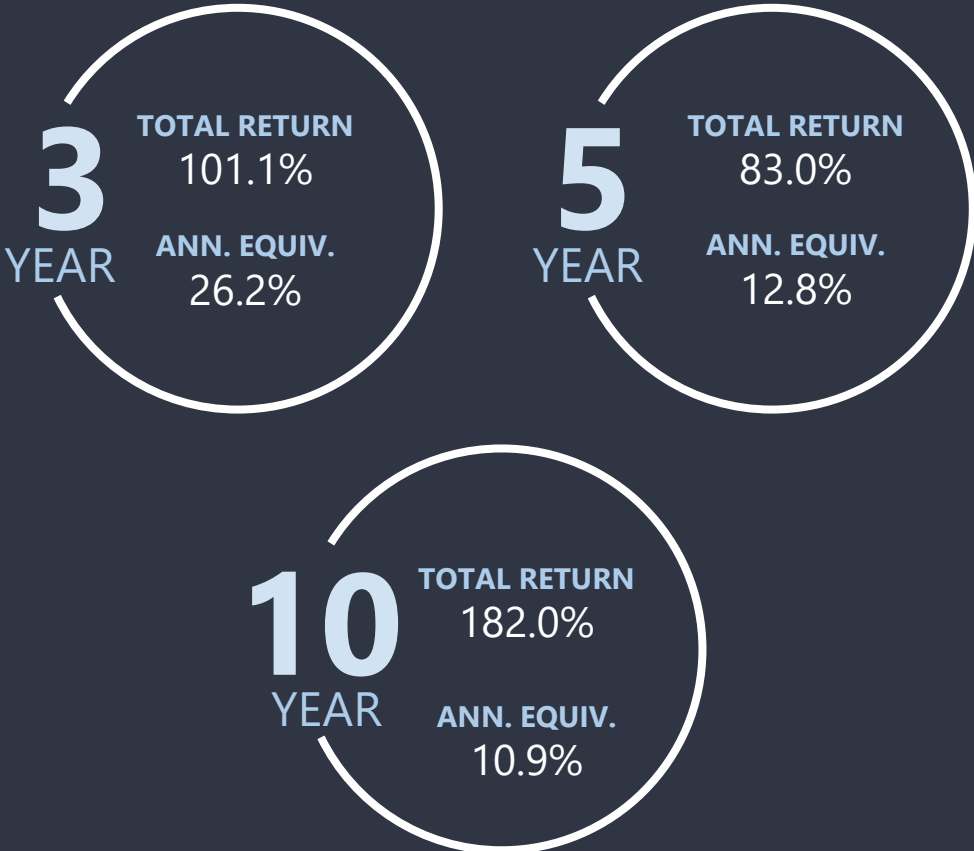 3
YEAR
TOTAL RETURN
101.1%
ANN. EQUIV.
26.2%
5
YEAR
TOTAL RETURN
83.0%
ANN. EQUIV.
12.8%
10
YEAR
TOTAL RETURN
182.0%
ANN. EQUIV.
10.9%